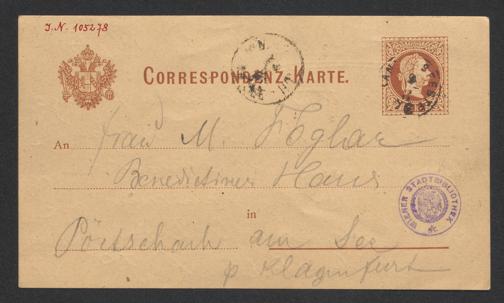 I.N. 105278
CORRESPONDENZ-KARTE.
An Frau M. Foglar
Benedictiner Haus
in
Pörtschach am See
p Klagenfurt
WIENER STADTBIBLIOTHEK